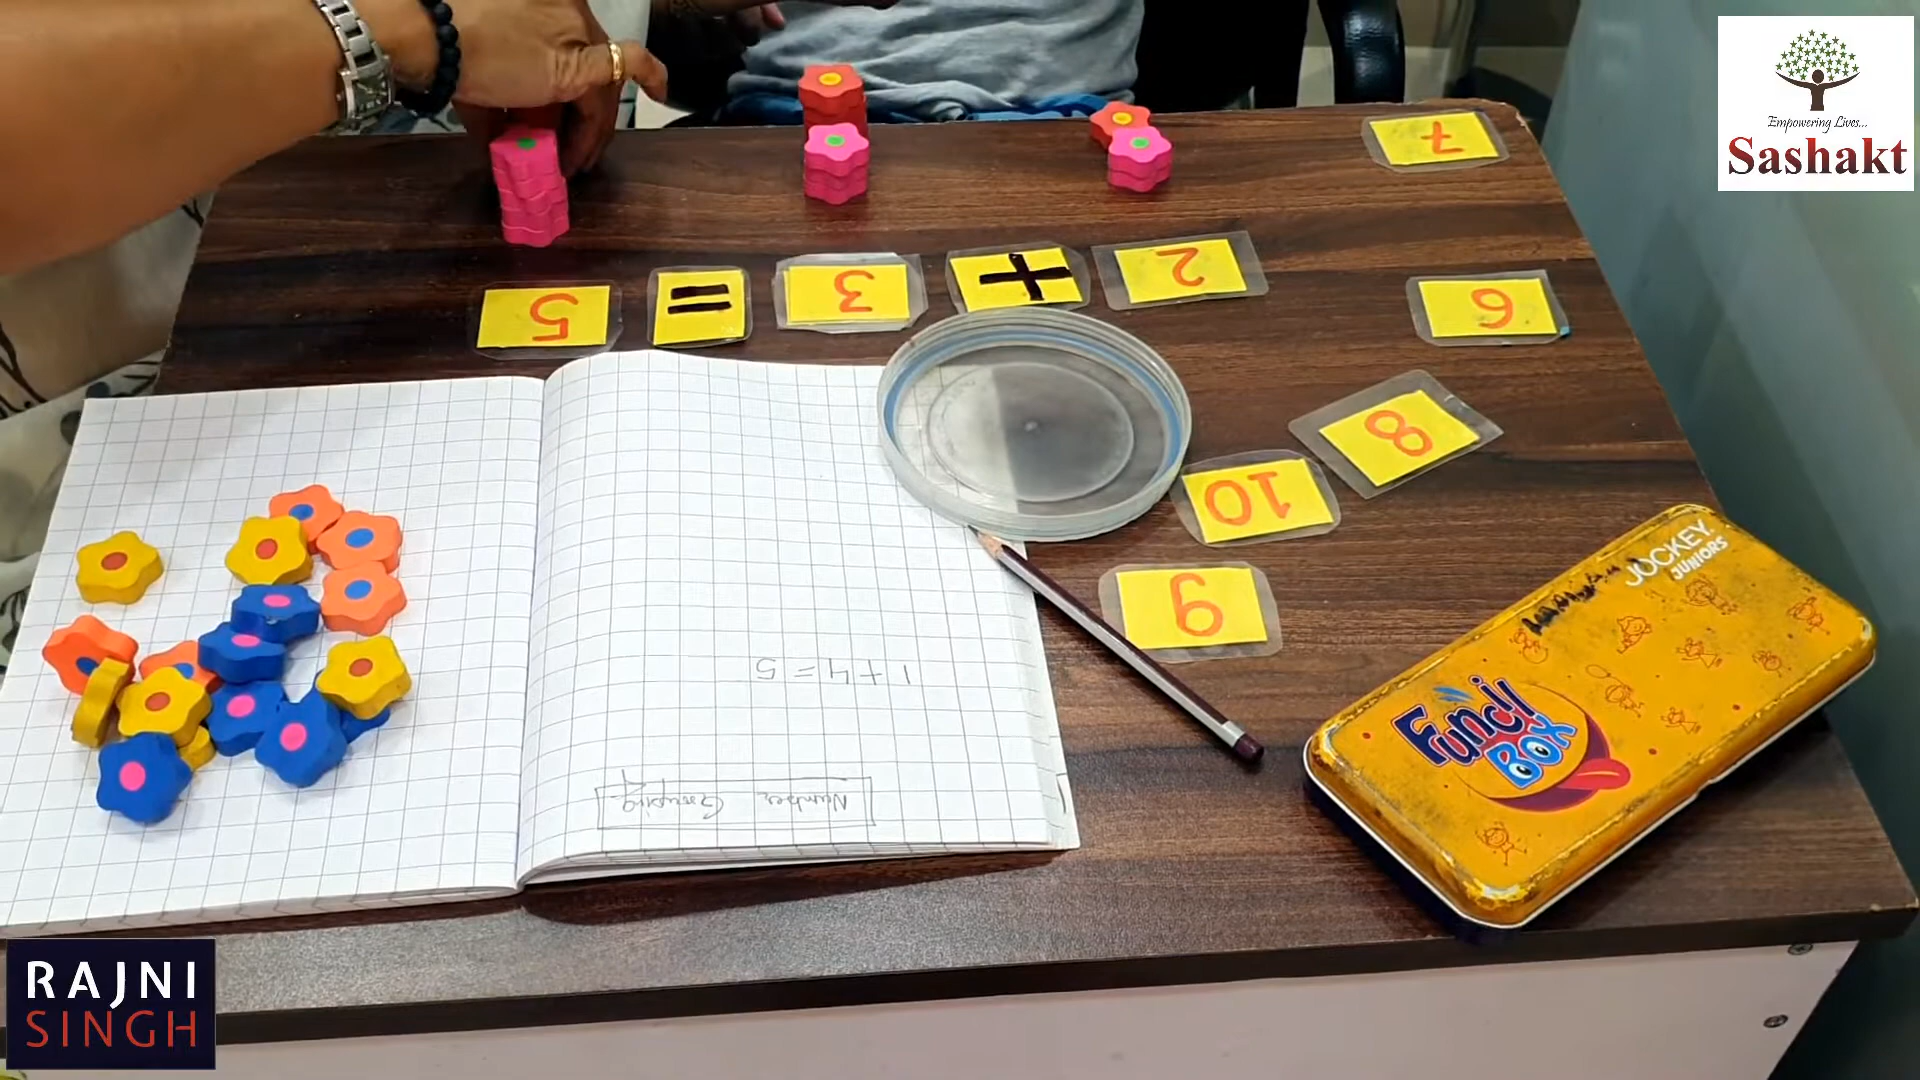 Empowering Lives...
Sashakt
7
2 + 3 = 5
6
8
10
9
JOCKEY
JUNIORS
Funcil
BOX
1 + 4 = 5
Number Grouping
RAJNI
SINGH